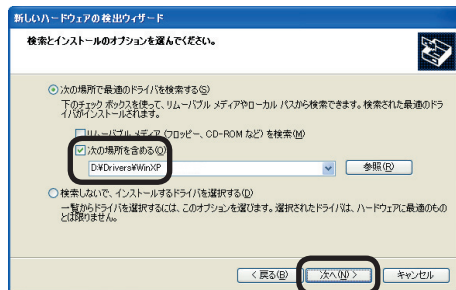 新しいハードウェアの検出ウィザード
検索とインストールのオプションを選んでください。
次の場所で最適のドライバを検索する(S)
下のチェック ボックスを使って、リムーバブル メディアやローカル パスから検索できます。検索された最適のドラ
イバがインストールされます。
リムーバブル メディア (フロッピー、CD-ROM など) を検索(M)
次の場所を含める(O)
D:¥Drivers¥WinXP
参照(R)
検索しないで、インストールするドライバを選択する(D)
一覧からドライバを選択するには、このオプションを選びます。選択されたドライバは、ハードウェアに最適のもの
とは限りません。
< 戻る(B)
次へ(N) >
キャンセル